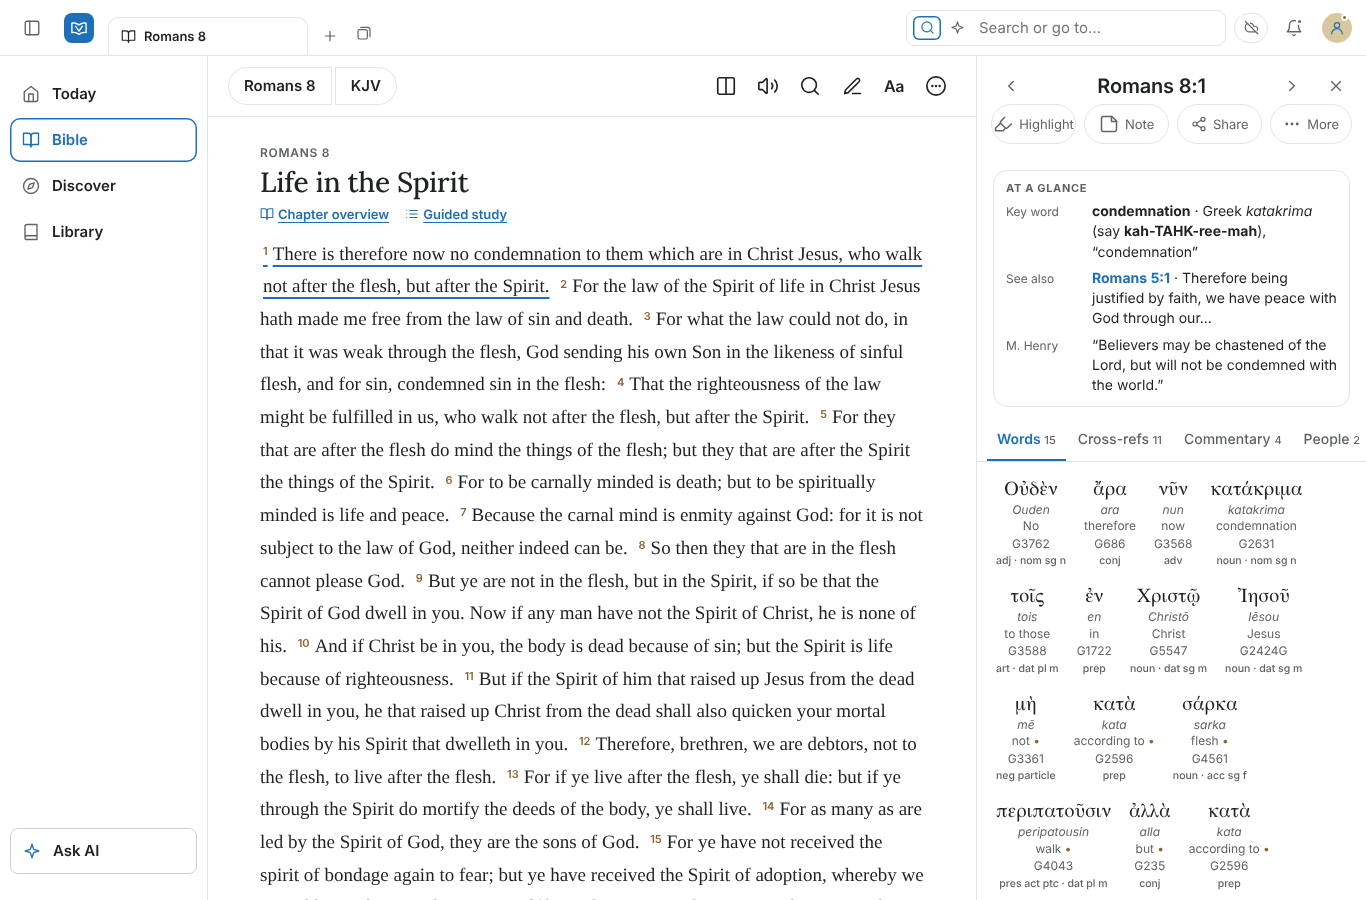 Romans 8
Search or go to...
Today
Bible
Discover
Library
Ask AI
Romans 8
KJV
Aa
ROMANS 8
Life in the Spirit
Chapter overview
Guided study
1 There is therefore now no condemnation to them which are in Christ Jesus, who walk
not after the flesh, but after the Spirit. 2 For the law of the Spirit of life in Christ Jesus
hath made me free from the law of sin and death. 3 For what the law could not do, in
that it was weak through the flesh, God sending his own Son in the likeness of sinful
flesh, and for sin, condemned sin in the flesh: 4 That the righteousness of the law
might be fulfilled in us, who walk not after the flesh, but after the Spirit. 5 For they
that are after the flesh do mind the things of the flesh; but they that are after the Spirit
the things of the Spirit. 6 For to be carnally minded is death; but to be spiritually
minded is life and peace. 7 Because the carnal mind is enmity against God: for it is not
subject to the law of God, neither indeed can be. 8 So then they that are in the flesh
cannot please God. 9 But ye are not in the flesh, but in the Spirit, if so be that the
Spirit of God dwell in you. Now if any man have not the Spirit of Christ, he is none of
his. 10 And if Christ be in you, the body is dead because of sin; but the Spirit is life
because of righteousness. 11 But if the Spirit of him that raised up Jesus from the dead
dwell in you, he that raised up Christ from the dead shall also quicken your mortal
bodies by his Spirit that dwelleth in you. 12 Therefore, brethren, we are debtors, not to
the flesh, to live after the flesh. 13 For if ye live after the flesh, ye shall die: but if ye
through the Spirit do mortify the deeds of the body, ye shall live. 14 For as many as are
led by the Spirit of God, they are the sons of God. 15 For ye have not received the
spirit of bondage again to fear; but ye have received the Spirit of adoption, whereby we
Romans 8:1
Highlight
Note
Share
More
AT A GLANCE
Key word
condemnation · Greek katakrima
(say kah-TAHK-ree-mah),
“condemnation”
See also
Romans 5:1 · Therefore being
justified by faith, we have peace with
God through our...
M. Henry
“Believers may be chastened of the
Lord, but will not be condemned with
the world.”
Words 15 Cross-refs 11 Commentary 4 People 2
Οὐδὲν ἄρα νῦν κατάκριμα
Ouden ara nun katakrima
No therefore now condemnation
G3762 G686 G3568 G2631
adj · nom sg n conj adv noun · nom sg n
τοῖς ἐν Χριστῷ Ἰησοῦ
tois en Christō Iēsou
to those in Christ Jesus
G3588 G1722 G5547 G2424G
art · dat pl m prep noun · dat sg m noun · dat sg m
μὴ κατὰ σάρκα
mē kata sarka
not • according to • flesh •
G3361 G2596 G4561
neg particle prep noun · acc sg f
περιπατοῦσιν ἀλλὰ κατὰ
peripatousin alla kata
walk • but • according to •
G4043 G235 G2596
pres act ptc · dat pl m conj prep